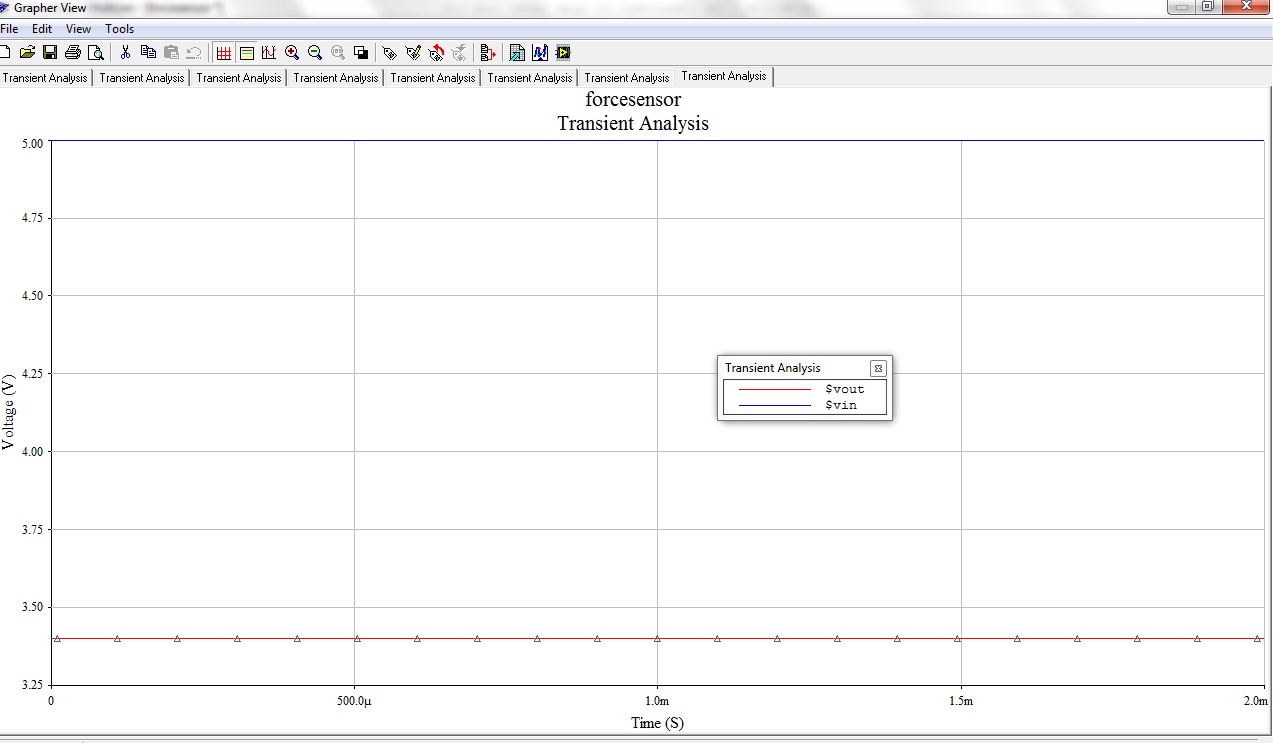 Grapher View
File Edit View Tools
Transient Analysis Transient Analysis Transient Analysis Transient Analysis Transient Analysis Transient Analysis Transient Analysis Transient Analysis
forcesensor
Transient Analysis
5.00
4.75
4.50
4.25
4.00
3.75
3.50
3.25
Voltage (V)
Transient Analysis
$vout
$vin
0 500.0μ 1.0m 1.5m 2.0m
Time (S)